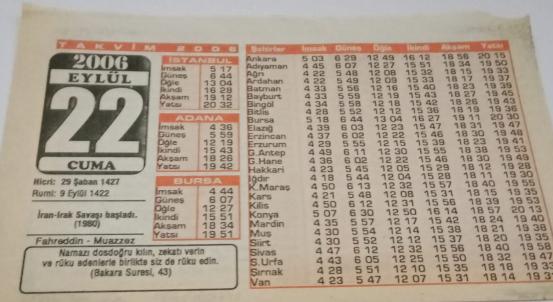 TAKVİM 2006
2006
EYLÜL
22
CUMA
Hicri: 29 Şaban 1427
Rumi: 9 Eylül 1422
İran-Irak Savaşı başladı.
(1980)
Fahreddin - Muazzez
Namazı dosdoğru kılın, zekatı verin
ve rüku edenlerle birlikte siz de rüku edin.
(Bakara Suresi, 43)
İSTANBUL
İmsak 5 17
Güneş 6 44
Öğle 13 04
İkindi 16 28
Akşam 19 12
Yatsı 20 32
ADANA
İmsak 4 36
Güneş 5 59
Öğle 12 19
İkindi 15 43
Akşam 18 26
Yatsı 19 42
BURSA
İmsak 4 44
Güneş 6 07
Öğle 12 27
İkindi 15 51
Akşam 18 34
Yatsı 19 51
Şehirler İmsak Güneş Öğle İkindi Akşam Yatsı
Ankara 5 03 6 29 12 49 16 12 18 56 20 15
Adıyaman 4 45 6 07 12 27 15 51 18 34 19 50
Ağrı 4 22 5 48 12 08 15 32 18 15 19 33
Ardahan 4 22 5 49 12 09 15 33 18 17 19 37
Batman 4 33 5 56 12 16 15 40 18 23 19 39
Bayburt 4 33 5 59 12 19 15 43 18 27 19 45
Bingöl 4 34 5 58 12 18 15 42 18 26 19 43
Bitlis 4 28 5 52 12 12 15 36 18 19 19 36
Bursa 5 18 6 44 13 04 16 27 19 11 20 30
Elazığ 4 39 6 03 12 23 15 47 18 31 19 47
Erzincan 4 37 6 02 12 22 15 46 18 30 19 48
Erzurum 4 29 5 55 12 15 15 39 18 23 19 41
G.Antep 4 49 6 11 12 30 15 55 18 38 19 53
G.Hane 4 36 6 02 12 22 15 46 18 30 19 49
Hakkari 4 23 5 45 12 05 15 29 18 12 19 28
Iğdır 4 18 5 44 12 04 15 28 18 11 19 30
K.Maraş 4 50 6 13 12 32 15 57 18 40 19 55
Kars 4 21 5 48 12 08 15 31 18 15 19 35
Kilis 4 50 6 12 12 31 15 56 18 39 19 53
Konya 5 07 6 30 12 50 16 14 18 57 20 13
Mardin 4 35 5 57 12 17 15 42 18 24 19 40
Muş 4 30 5 54 12 14 15 38 18 21 19 38
Siirt 4 30 5 52 12 12 15 37 18 20 19 35
Sivas 4 47 6 12 12 32 15 56 18 40 19 58
Ş.Urfa 4 43 6 05 12 25 15 50 18 32 19 47
Şırnak 4 28 5 51 12 10 15 35 18 18 19 33
Van 4 23 5 47 12 07 15 31 18 14 19 31